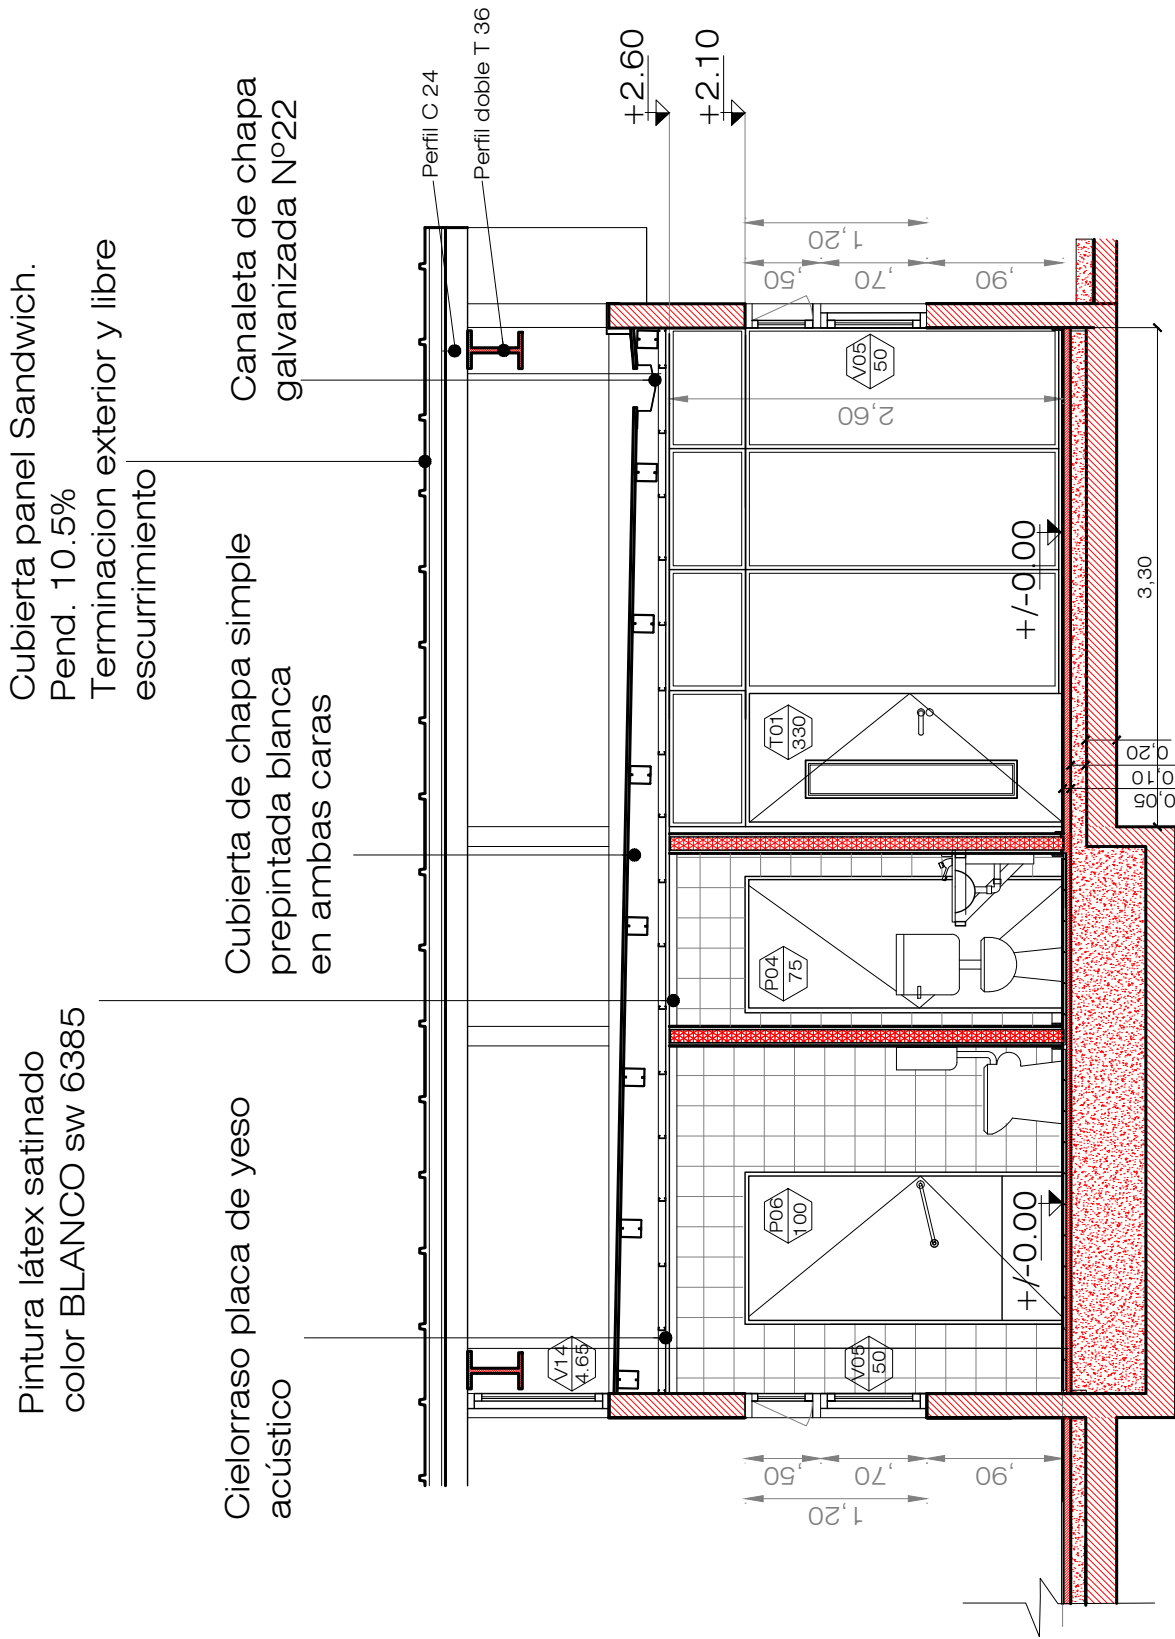 Pintura látex satinado
color BLANCO sw 6385
Cielorraso placa de yeso
acústico
Cubierta de chapa simple
prepintada blanca
en ambas caras
Cubierta panel Sandwich.
Pend. 10.5%
Terminacion exterior y libre
escurrimiento
Canaleta de chapa
galvanizada Nº22
Perfil C 24
Perfil doble T 36
+2.60
+2.10
V14
4.65
V05
50
P06
100
P04
75
T01
330
V05
50
+/-0.00
+/-0.00
2,60
,50
,70
,90
1,20
,50
,70
,90
1,20
3,30
0,20
0,10
0,05